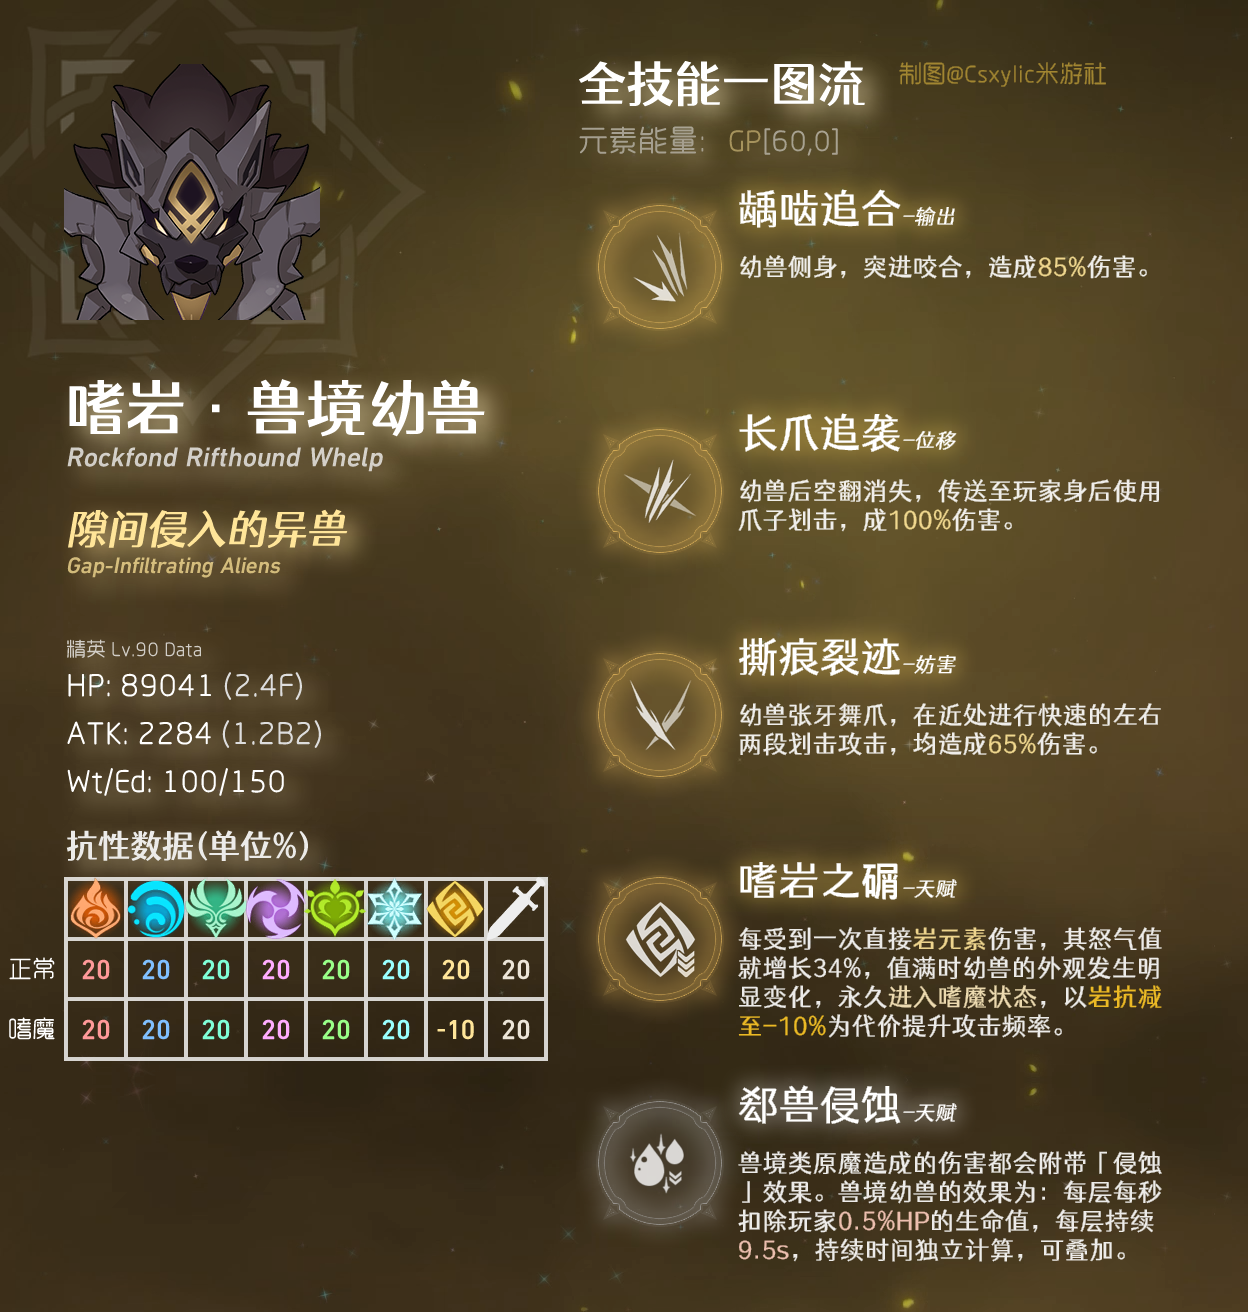 全技能一图流
制图@Csxylic米游社
元素能量: GP[60,0]
龋啮追合-输出
幼兽侧身，突进咬合，造成85%伤害。
嗜岩·兽境幼兽
Rockfond Rifthound Whelp
长爪追袭-位移
幼兽后空翻消失，传送至玩家身后使用
爪子划击，成100%伤害。
隙间侵入的异兽
Gap-Infiltrating Aliens
精英 Lv.90 Data
HP: 89041 (2.4F)
ATK: 2284 (1.2B2)
Wt/Ed: 100/150
撕痕裂迹-妨害
幼兽张牙舞爪，在近处进行快速的左右
两段划击攻击，均造成65%伤害。
抗性数据(单位%)
正常 20 20 20 20 20 20 20 20
嗜魔 20 20 20 20 20 20 -10 20
嗜岩之碅-天赋
每受到一次直接岩元素伤害，其怒气值
就增长34%，值满时幼兽的外观发生明
显变化，永久进入嗜魔状态，以岩抗减
至-10%为代价提升攻击频率。
郄兽侵蚀-天赋
兽境类原魔造成的伤害都会附带「侵蚀
」效果。兽境幼兽的效果为：每层每秒
扣除玩家0.5%HP的生命值，每层持续
9.5s，持续时间独立计算，可叠加。